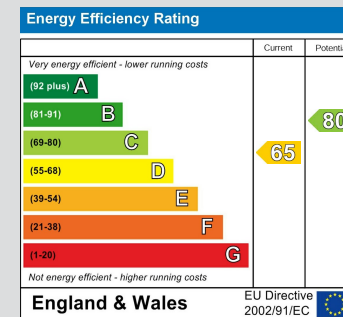 Energy Efficiency Rating
Current
Very energy efficient - lower running costs
(92 plus) A
(81-91) B
80
(69-80) C
65
(55-68) D
(39-54) E
(21-38) F
(1-20) G
Not energy efficient - higher running costs
England & Wales
EU Directive
2002/91/EC